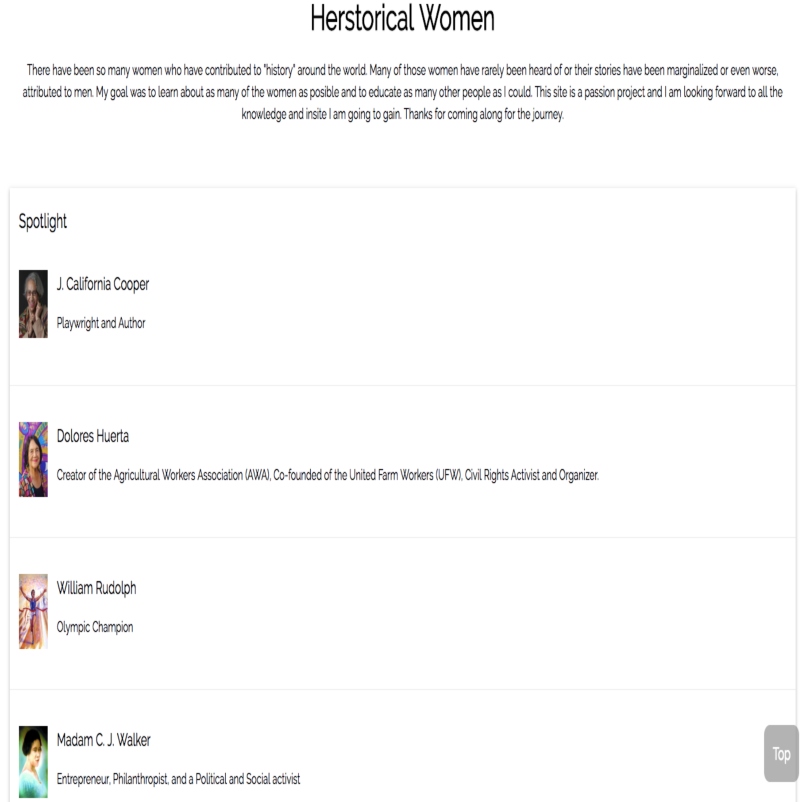 Herstorical Women
There have been so many women who have contributed to "history" around the world. Many of those women have rarely been heard of or their stories have been marginalized or even worse,
attributed to men. My goal was to learn about as many of the women as posible and to educate as many other people as I could. This site is a passion project and I am looking forward to all the
knowledge and insite I am going to gain. Thanks for coming along for the journey.
Spotlight
J. California Cooper
Playwright and Author
Dolores Huerta
Creator of the Agricultural Workers Association (AWA), Co-founded of the United Farm Workers (UFW), Civil Rights Activist and Organizer.
William Rudolph
Olympic Champion
Madam C. J. Walker
Entrepreneur, Philanthropist, and a Political and Social activist
Top